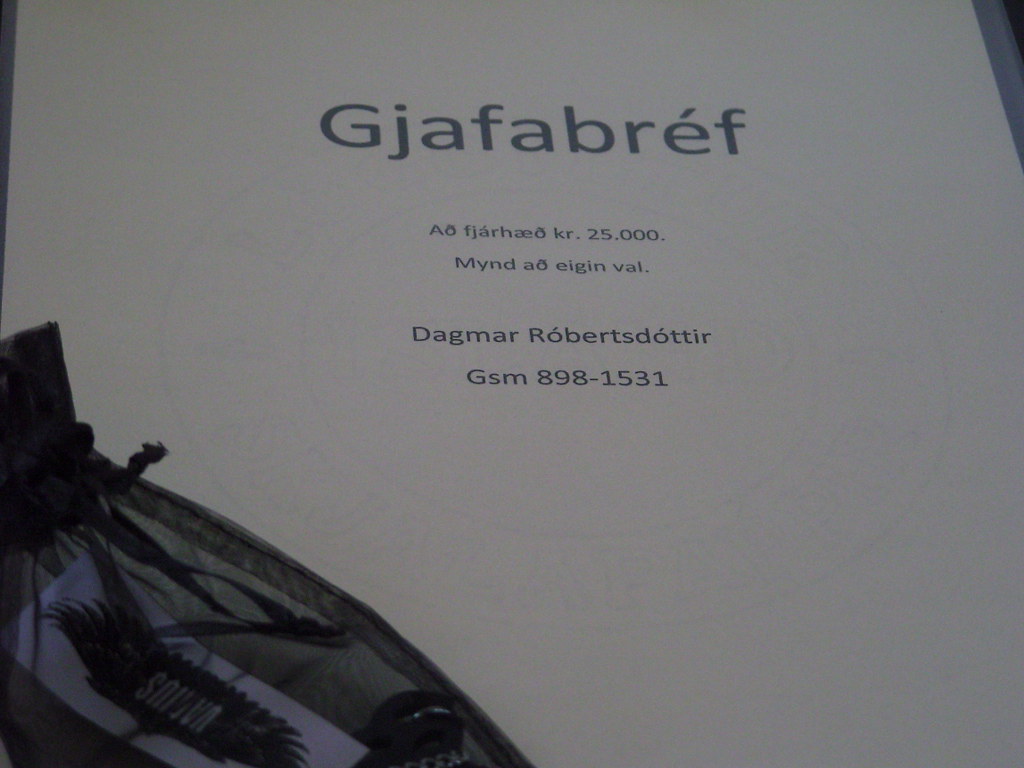 Gjafabréf
Að fjárhæð kr. 25.000.
Mynd að eigin val.
Dagmar Róbertsdóttir
Gsm 898-1531